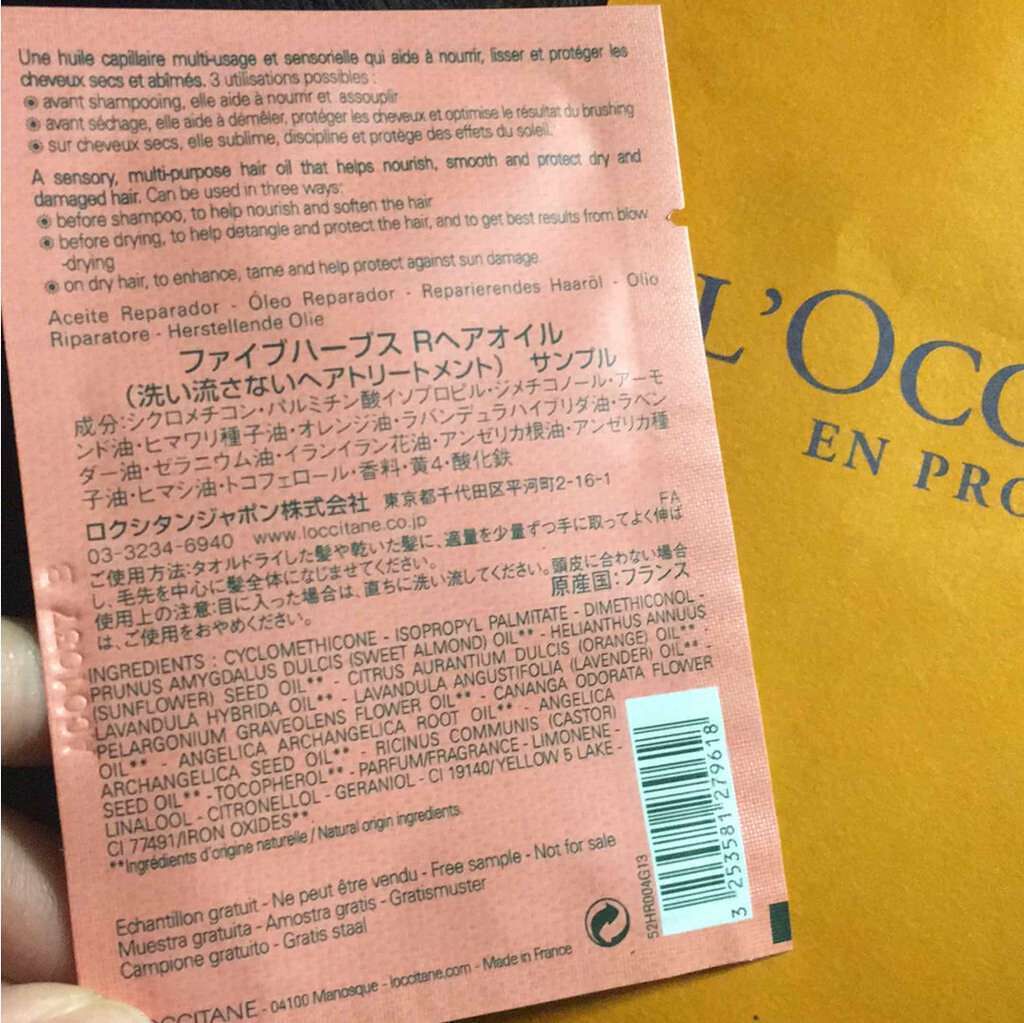 Une huile capillaire multi-usage et sensorielle qui aide à nourrir, lisser et protéger les
cheveux secs et abîmés. 3 utilisations possibles :
avant shampooing, elle aide à nourrir et assouplir
avant séchage, elle aide à démêler, protéger les cheveux et optimise le résultat du brushing
sur cheveux secs, elle sublime, discipline et protège des effets du soleil.
A sensory, multi-purpose hair oil that helps nourish, smooth and protect dry and
damaged hair. Can be used in three ways:
before shampoo, to help nourish and soften the hair
before drying, to help detangle and protect the hair, and to get best results from blow
-drying
on dry hair, to enhance, tame and help protect against sun damage.
Aceite Reparador - Óleo Reparador - Reparierendes Haaröl - Olio
Riparatore - Herstellende Olie
ファイブハーブス Rヘアオイル
(洗い流さないヘアトリートメント) サンプル
成分:シクロメチコン・パルミチン酸イソプロピル・ジメチコノール・アーモ
ンド油・ヒマワリ種子油・オレンジ油・ラバンデュラハイブリダ油・ラベン
ダー油・ゼラニウム油・イランイラン花油・アンゼリカ根油・アンゼリカ種
子油・ヒマシ油・トコフェロール・香料・黄4・酸化鉄
ロクシタンジャポン株式会社 東京都千代田区平河町2-16-1
03-3234-6940 www.loccitane.co.jp FA
ご使用方法:タオルドライした髪や乾いた髪に、適量を少量ずつ手に取ってよく伸ば
し、毛先を中心に髪全体になじませてください。
使用上の注意:目に入った場合は、直ちに洗い流してください。頭皮に合わない場合
は、ご使用をおやめください。 原産国:フランス
INGREDIENTS : CYCLOMETHICONE - ISOPROPYL PALMITATE - DIMETHICONOL -
PRUNUS AMYGDALUS DULCIS (SWEET ALMOND) OIL** - HELIANTHUS ANNUUS
(SUNFLOWER) SEED OIL** - CITRUS AURANTIUM DULCIS (ORANGE) OIL** -
LAVANDULA HYBRIDA OIL** - LAVANDULA ANGUSTIFOLIA (LAVENDER) OIL** -
PELARGONIUM GRAVEOLENS FLOWER OIL** - CANANGA ODORATA FLOWER
OIL** - ANGELICA ARCHANGELICA ROOT OIL** - ANGELICA
ARCHANGELICA SEED OIL** - RICINUS COMMUNIS (CASTOR)
SEED OIL** - TOCOPHEROL** - PARFUM/FRAGRANCE - LIMONENE -
LINALOOL - CITRONELLOL - GERANIOL - CI 19140/YELLOW 5 LAKE -
CI 77491/IRON OXIDES**
**Ingrédients d'origine naturelle / Natural origin ingredients.
Echantillon gratuit - Ne peut être vendu - Free sample - Not for sale
Muestra gratuita - Amostra gratis - Gratismuster
Campione gratuito - Gratis staal
CCITANE - 04100 Manosque - loccitane.com - Made in France
52HR004G13
3 253581 279618
L'OCC
EN PRO